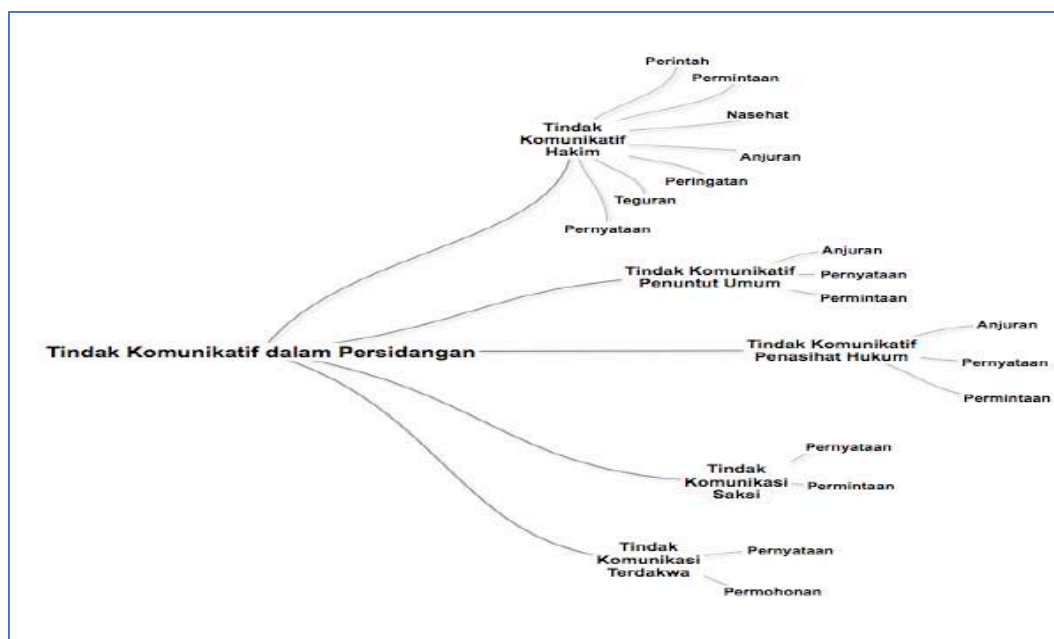 Perintah
Permintaan
Nasehat
Tindak
Komunikatif
Hakim
Anjuran
Peringatan
Teguran
Pernyataan
Anjuran
Tindak Komunikatif
Penuntut Umum
Pernyataan
Permintaan
Anjuran
Tindak Komunikatif dalam Persidangan
Tindak Komunikatif
Penasihat Hukum
Pernyataan
Permintaan
Pernyataan
Tindak
Komunikasi
Saksi
Permintaan
Tindak
Komunikasi
Terdakwa
Pernyataan
Permohonan